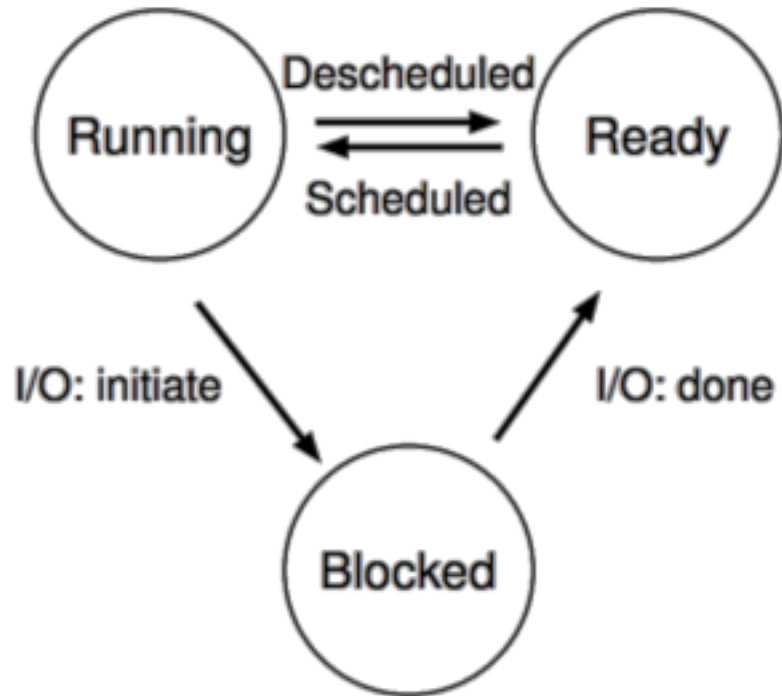 Descheduled
Running
Ready
Scheduled
I/O: initiate
I/O: done
Blocked